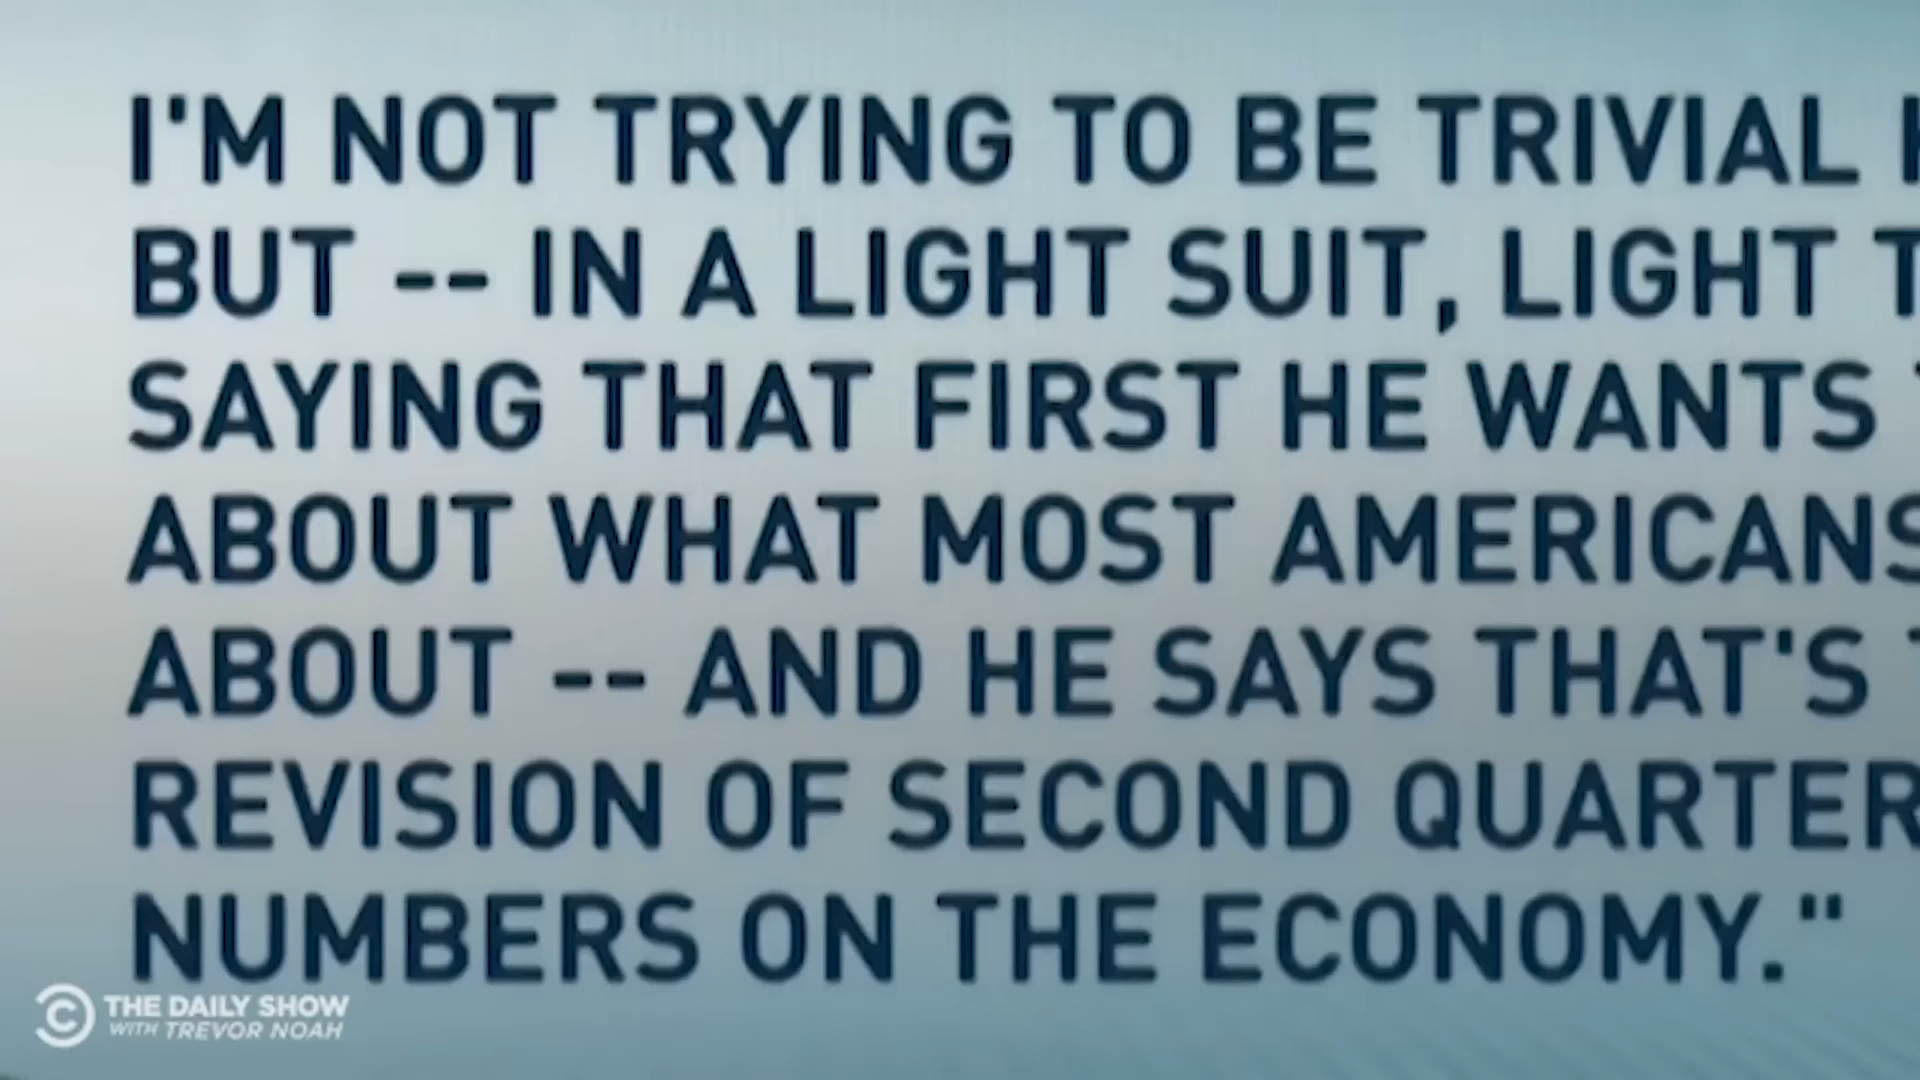 I'M NOT TRYING TO BE TRIVIAL
BUT -- IN A LIGHT SUIT, LIGHT
SAYING THAT FIRST HE WANTS
ABOUT WHAT MOST AMERICANS
ABOUT -- AND HE SAYS THAT'S
REVISION OF SECOND QUARTER
NUMBERS ON THE ECONOMY."
THE DAILY SHOW
WITH TREVOR NOAH